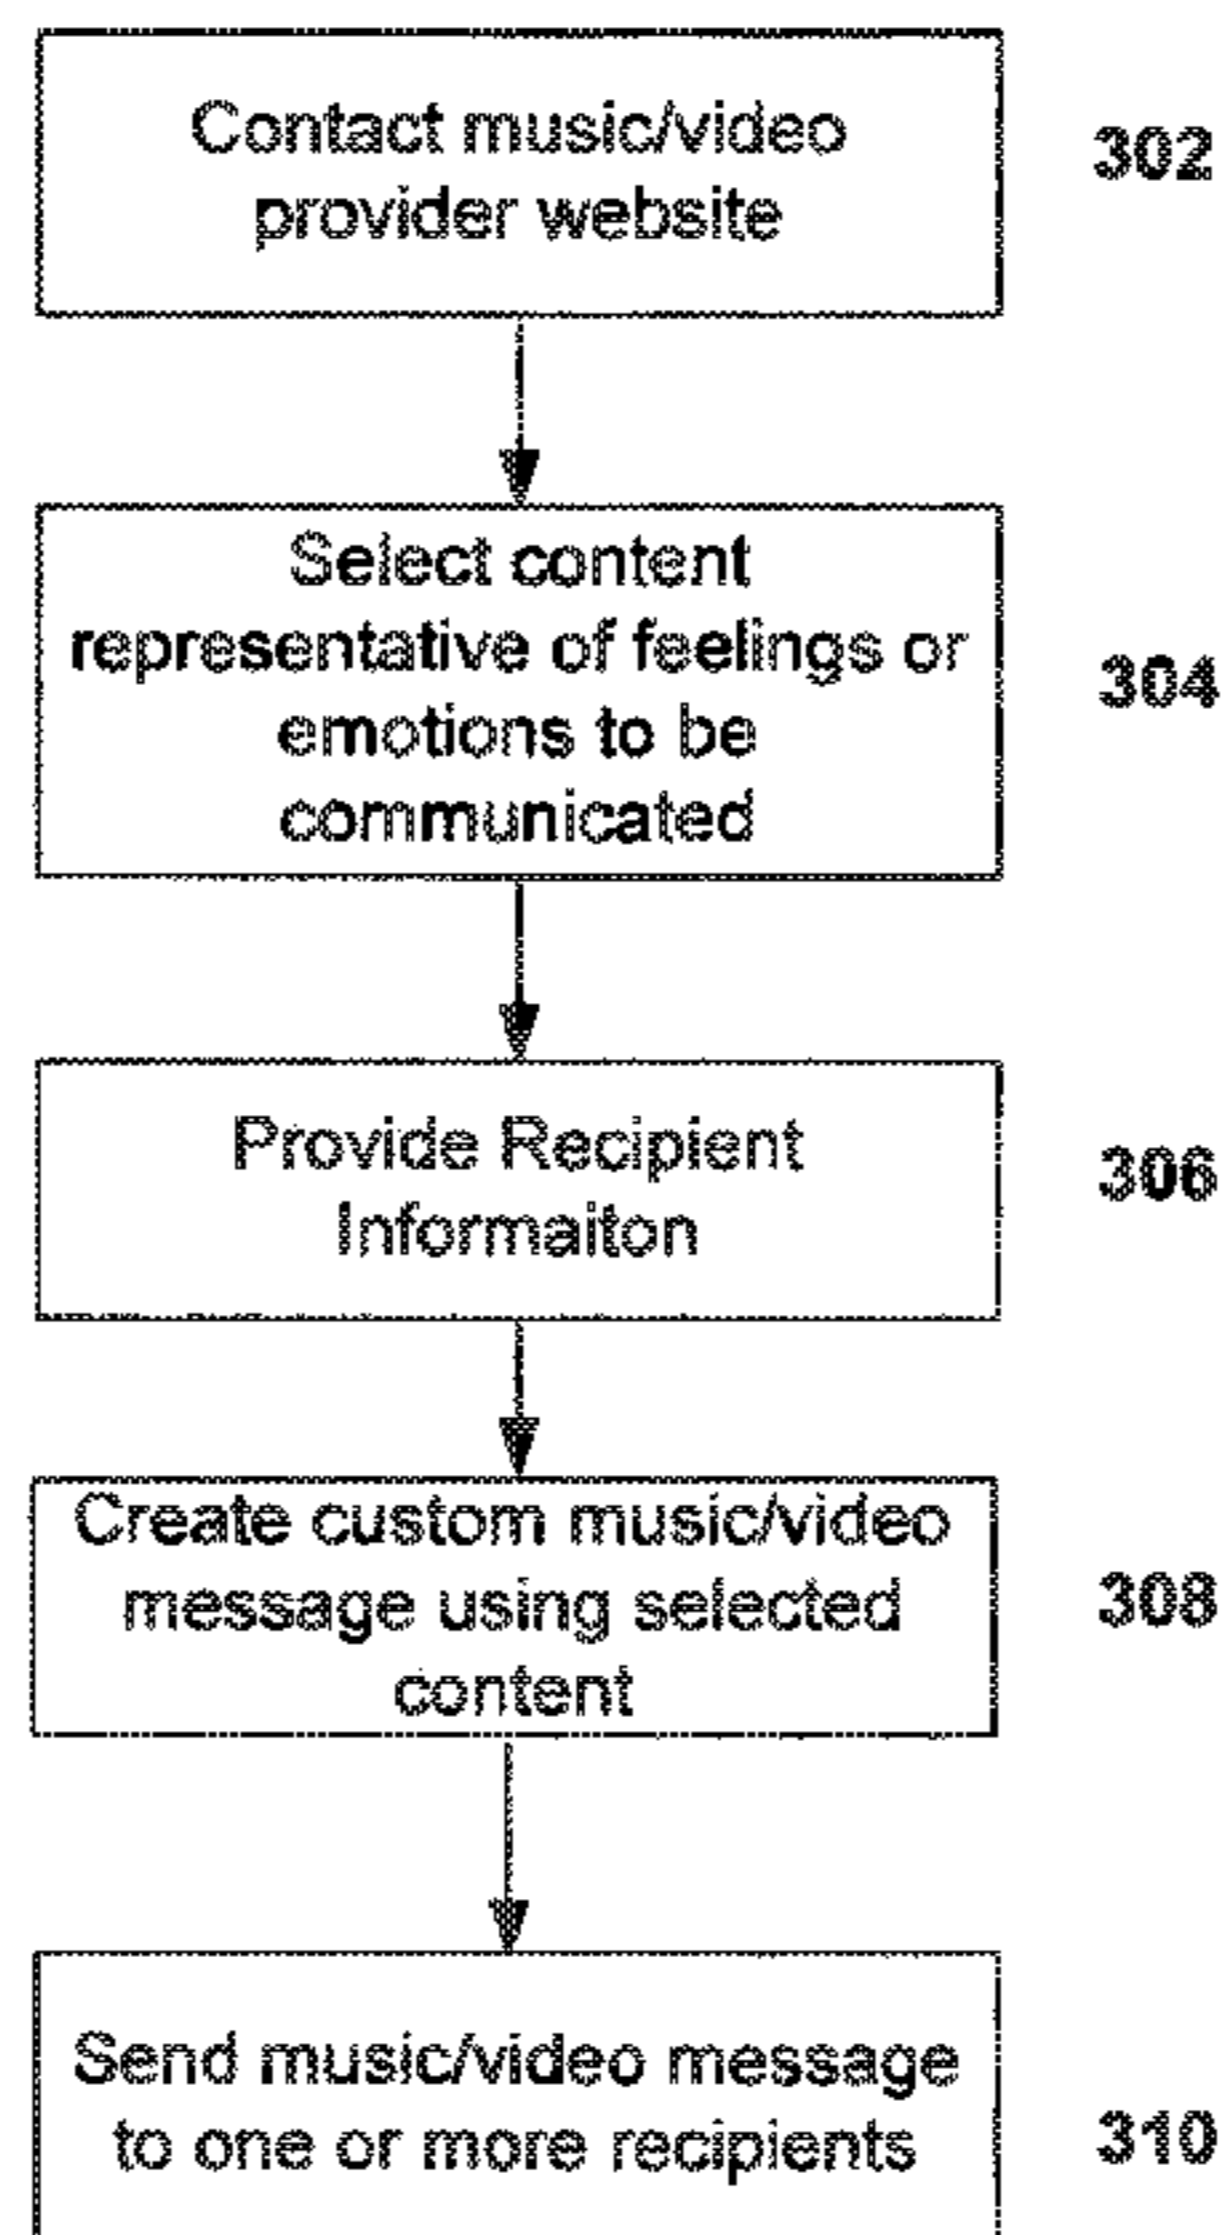 Contact music/video
provider website
302
Select content
representative of feelings or
emotions to be
communicated
304
Provide Recipient
Informaiton
306
Create custom music/video
message using selected
content
308
Send music/video message
to one or more recipients
310